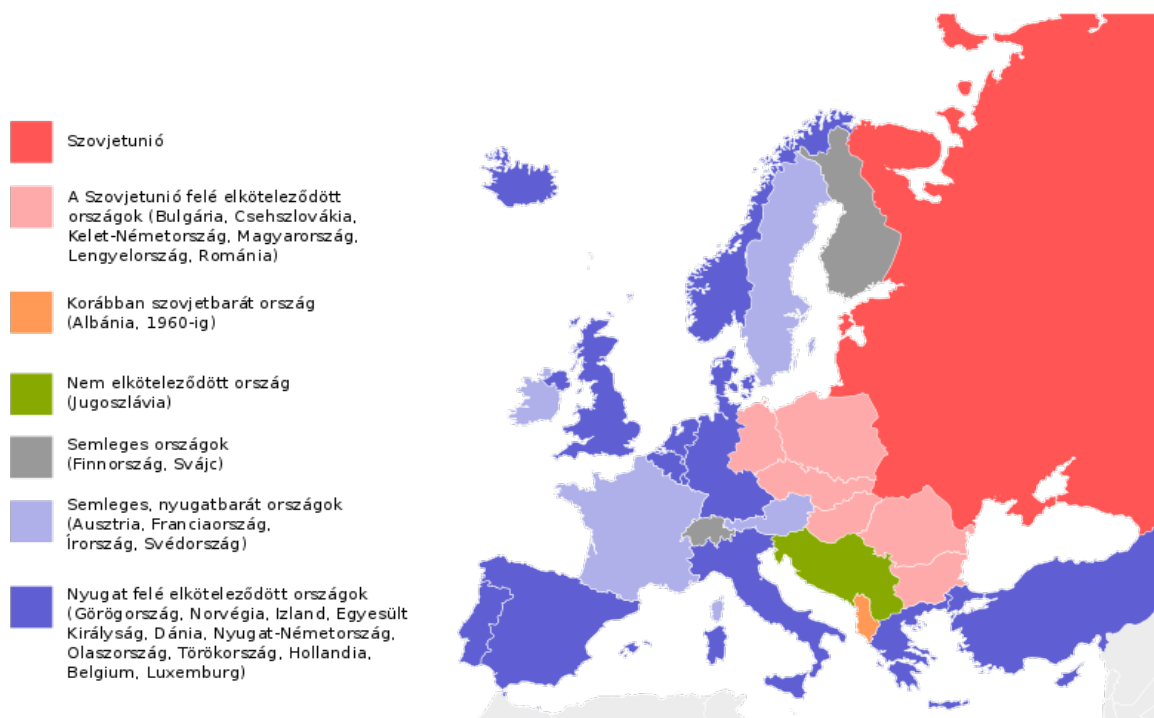 Szovjetunió
A Szovjetunió felé elköteleződött
országok (Bulgária, Csehszlovákia,
Kelet-Németország, Magyarország,
Lengyelország, Románia)
Korábban szovjetbarát ország
(Albánia, 1960-ig)
Nem elköteleződött ország
(Jugoszlávia)
Semleges országok
(Finnország, Svájc)
Semleges, nyugatbarát országok
(Ausztria, Franciaország,
Írország, Svédország)
Nyugat felé elköteleződött országok
(Görögország, Norvégia, Izland, Egyesült
Királyság, Dánia, Nyugat-Németország,
Olaszország, Törökország, Hollandia,
Belgium, Luxemburg)